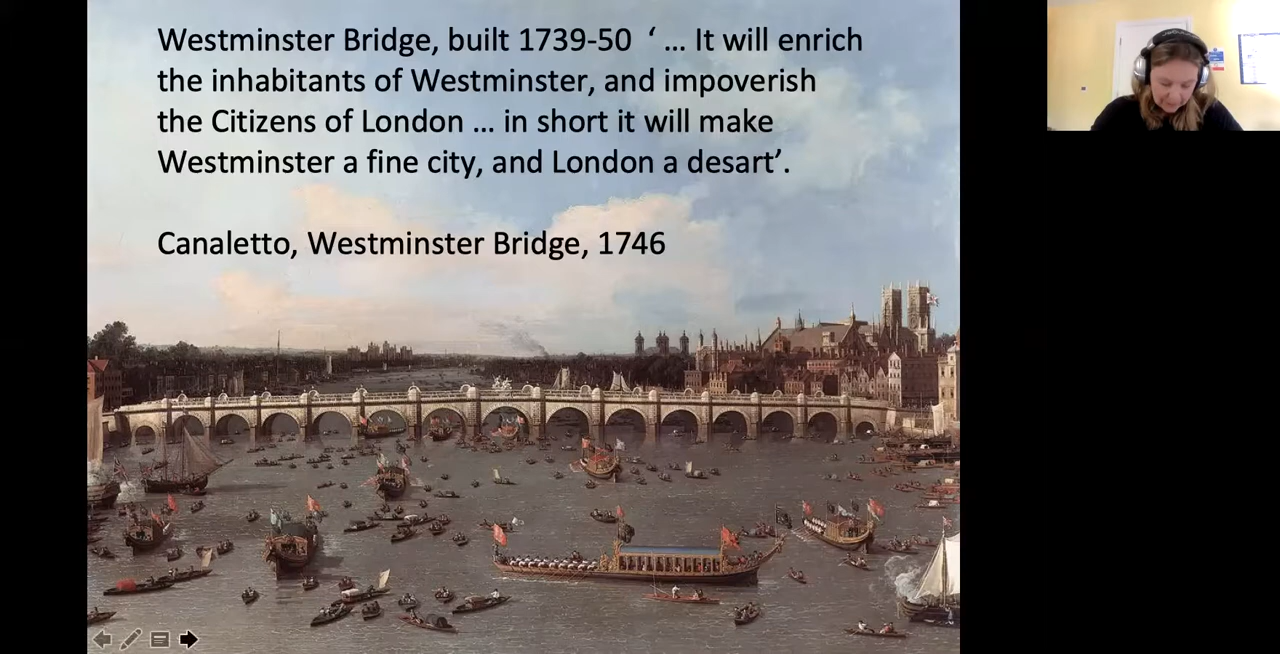 Westminster Bridge, built 1739-50 ‘ ... It will enrich
the inhabitants of Westminster, and impoverish
the Citizens of London ... in short it will make
Westminster a fine city, and London a desart’.
Canaletto, Westminster Bridge, 1746